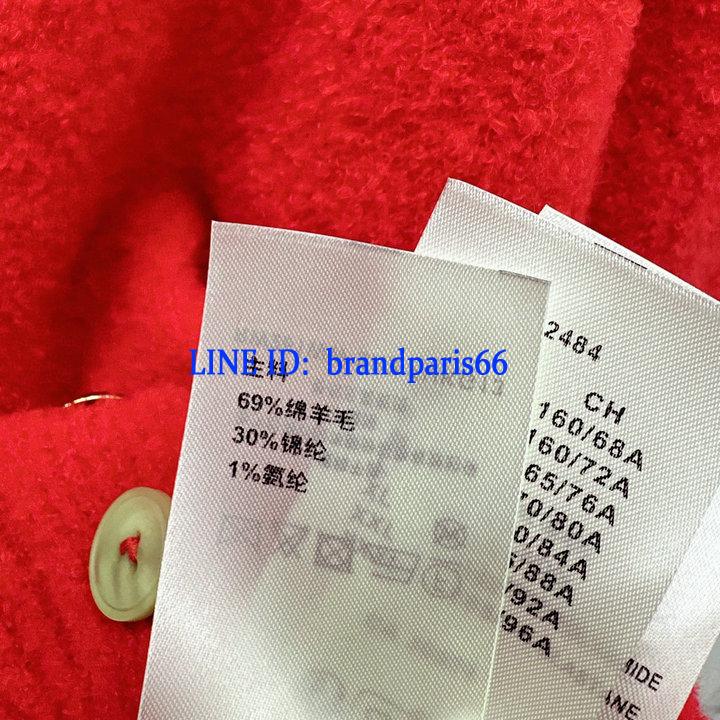 LINE ID: brandparis66
主料
69%绵羊毛
30%锦纶
1%氨纶
2484
CH
160/68A
160/72A
65/76A
70/80A
0/84A
/88A
/92A
/96A
MIDE
ANE